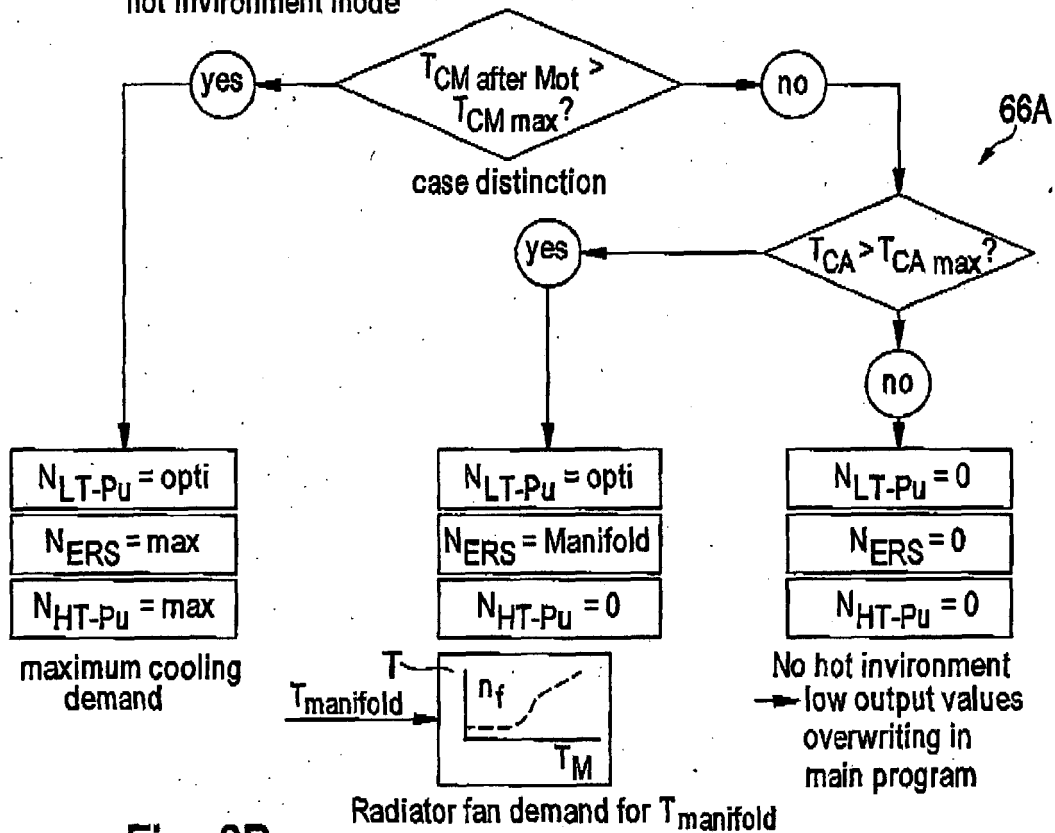 hot invironment mode
yes
T_CM after Mot >
T_CM max?
no
66A
case distinction
yes
T_CA > T_CA max?
no
N_LT-Pu = opti
N_ERS = max
N_HT-Pu = max
maximum cooling
demand
N_LT-Pu = opti
N_ERS = Manifold
N_HT-Pu = 0
N_LT-Pu = 0
N_ERS = 0
N_HT-Pu = 0
T_manifold
T
n_f
T_M
Radiator fan demand for T_manifold
No hot invironment
→ low output values
overwriting in
main program